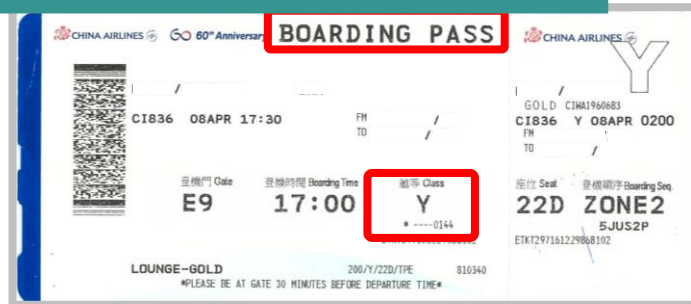 CHINA AIRLINES 60 60th Anniversary BOARDING PASS CHINA AIRLINES
Y
/ /
GOLD CIWA1960683
CI836 08APR 17:30 FM / CI836 Y 08APR 0200
TO / FM
TO /
登機門 Gate 登機時間 Boarding Time 艙等 Class 座位 Seat 登機順序 Boarding Seq.
E9 17:00 Y 22D ZONE2
* ----0144 5JUS2P
ETKT297161229868102
LOUNGE-GOLD 200/Y/22D/TPE 810340
*PLEASE BE AT GATE 30 MINUTES BEFORE DEPARTURE TIME*